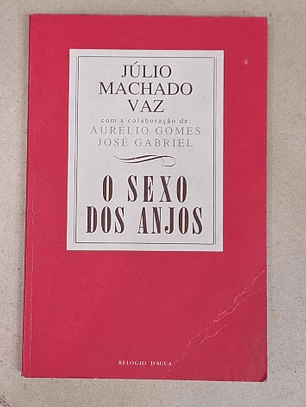 JÚLIO
MACHADO
VAZ
com a colaboração de:
AURÉLIO GOMES
JOSÉ GABRIEL
O SEXO
DOS ANJOS
RELÓGIO D'ÁGUA